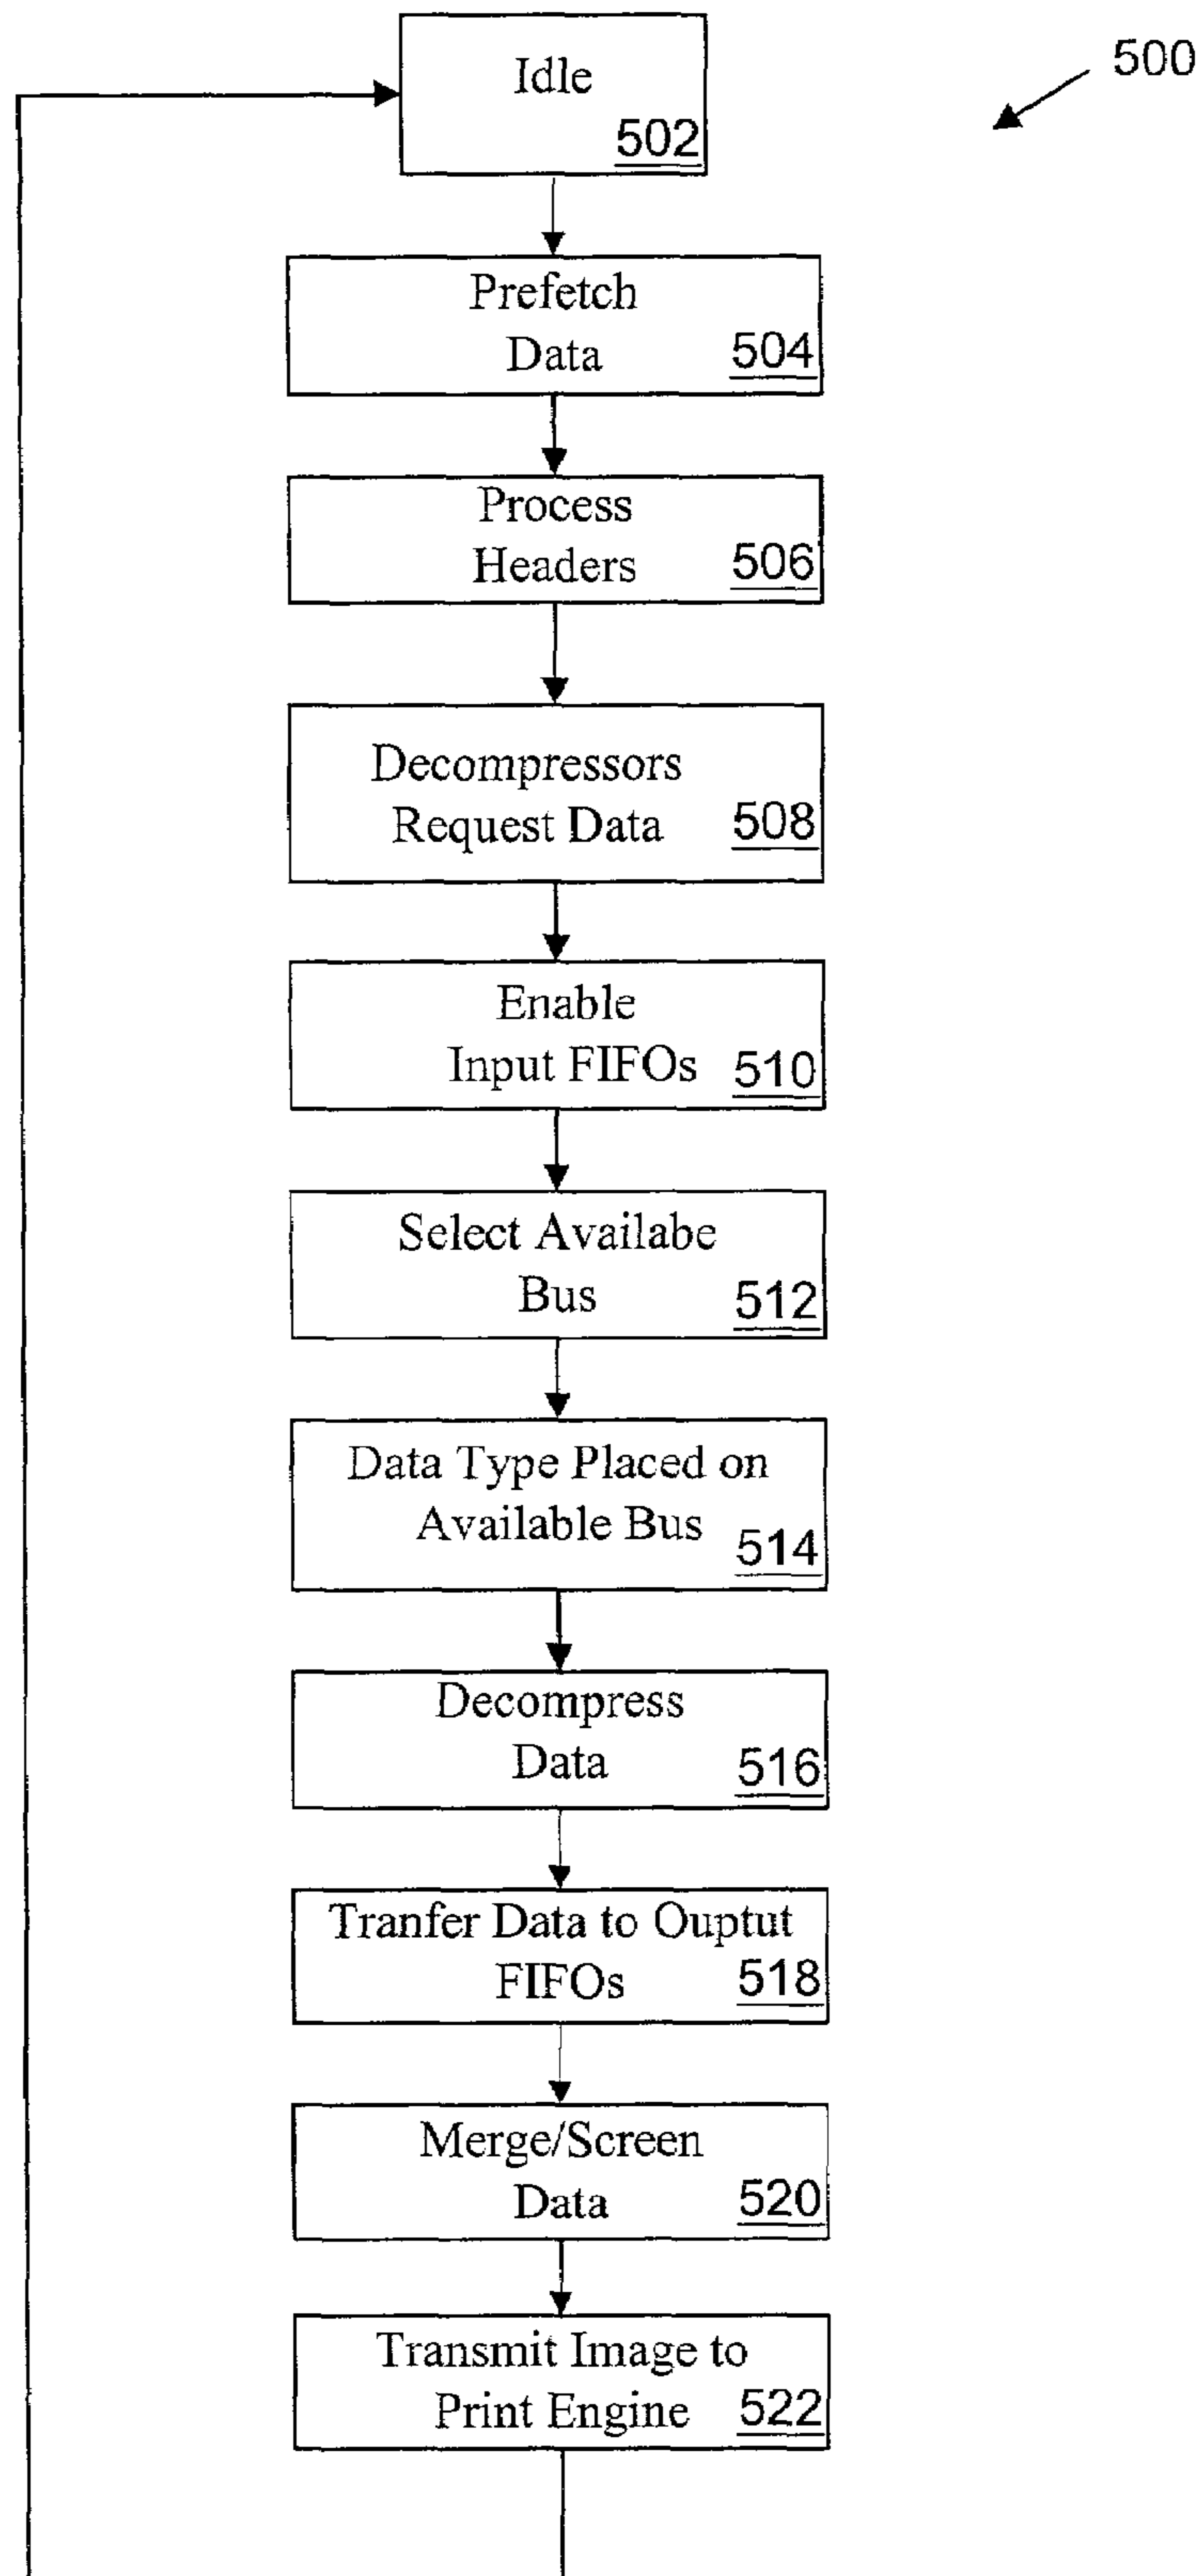 500
Idle
502
Prefetch
Data 504
Process
Headers 506
Decompressors
Request Data 508
Enable
Input FIFOs 510
Select Availabe
Bus 512
Data Type Placed on
Available Bus 514
Decompress
Data 516
Tranfer Data to Ouptut
FIFOs 518
Merge/Screen
Data 520
Transmit Image to
Print Engine 522